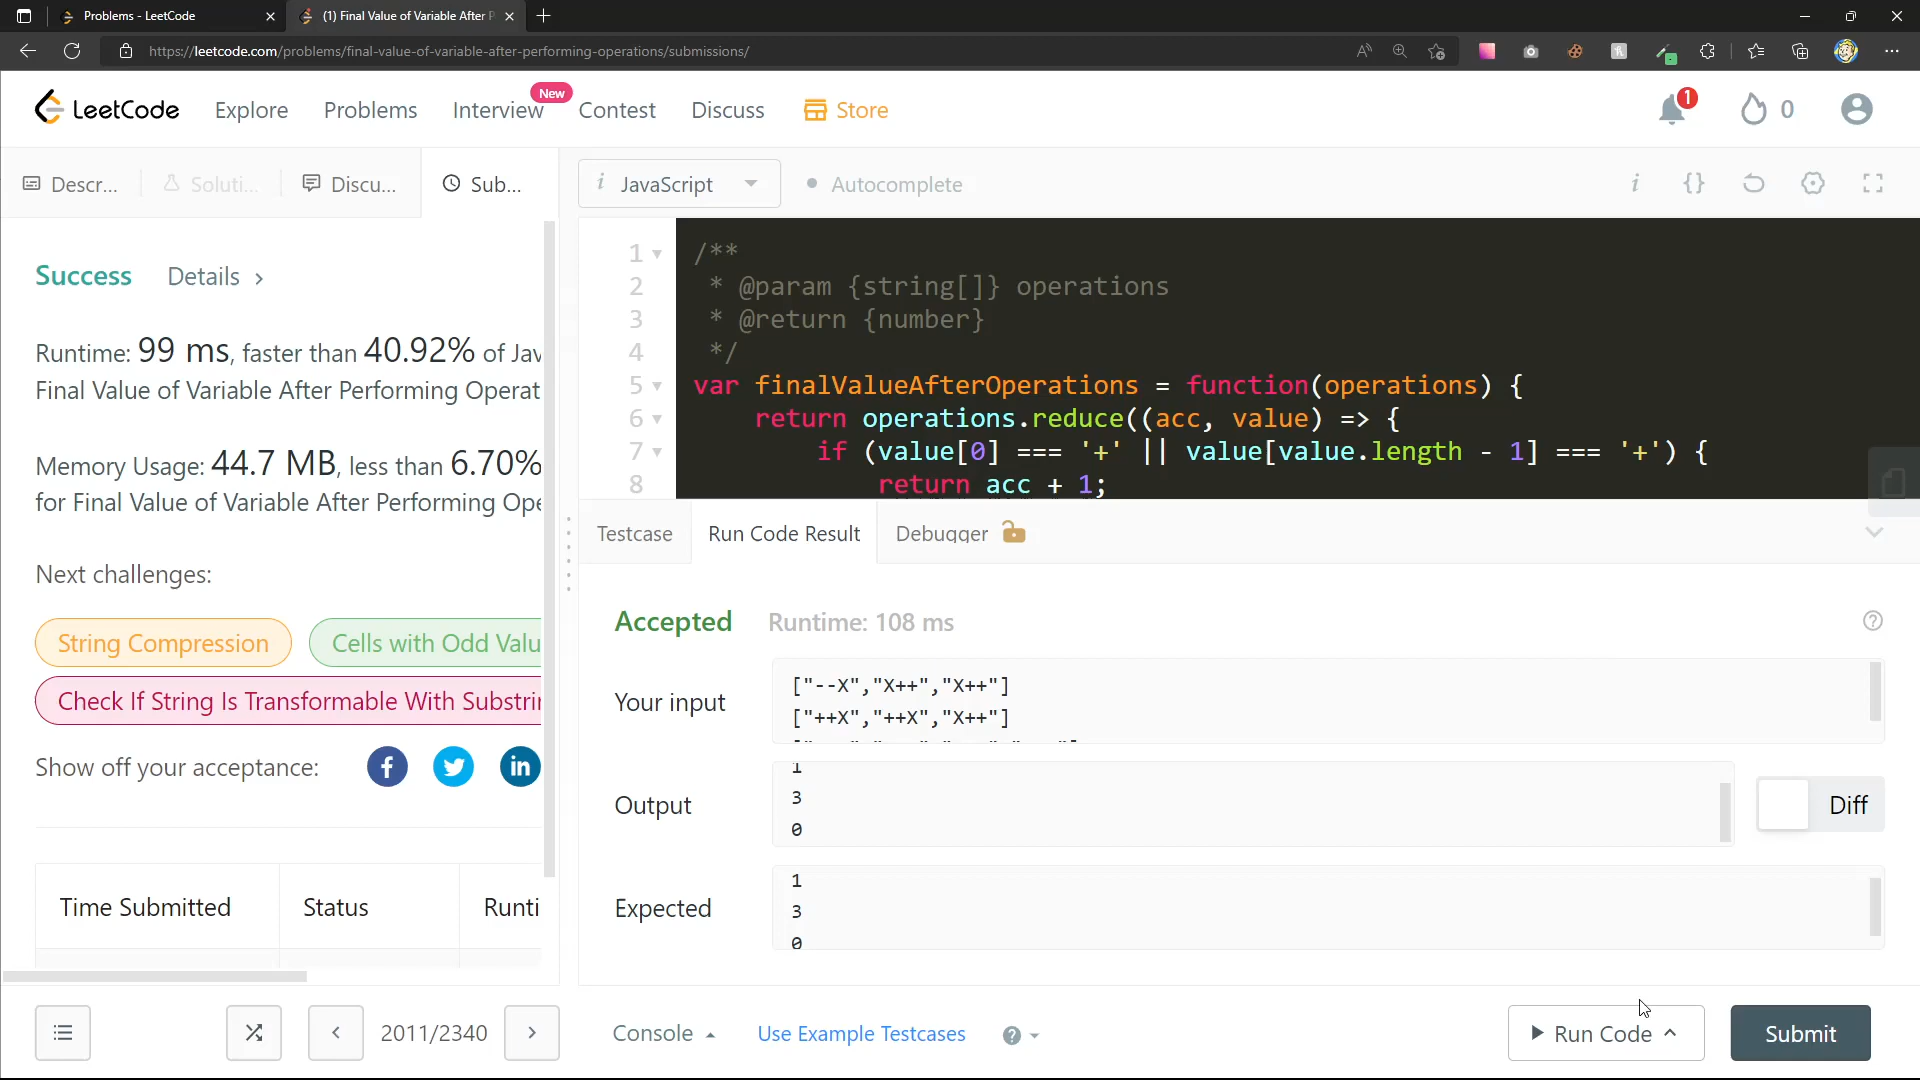 Problems - LeetCode
(1) Final Value of Variable After P
https://leetcode.com/problems/final-value-of-variable-after-performing-operations/submissions/
LeetCode
Explore
Problems
Interview
New
Contest
Discuss
Store
1
0
Descr...
Soluti...
Discu...
Sub...
i JavaScript
Autocomplete
Success
Details
Runtime: 99 ms, faster than 40.92% of Jav
Final Value of Variable After Performing Operat
Memory Usage: 44.7 MB, less than 6.70%
for Final Value of Variable After Performing Ope
Next challenges:
String Compression
Cells with Odd Valu
Check If String Is Transformable With Substrin
Show off your acceptance:
Time Submitted
Status
Runti
1 /**
2 * @param {string[]} operations
3 * @return {number}
4 */
5 var finalValueAfterOperations = function(operations) {
6 return operations.reduce((acc, value) => {
7 if (value[0] === '+' || value[value.length - 1] === '+') {
8 return acc + 1;
Testcase
Run Code Result
Debugger
Accepted
Runtime: 108 ms
Your input
["--X","X++","X++"]
["++X","++X","X++"]
Output
1
3
0
Diff
Expected
1
3
0
2011/2340
Console
Use Example Testcases
Run Code
Submit